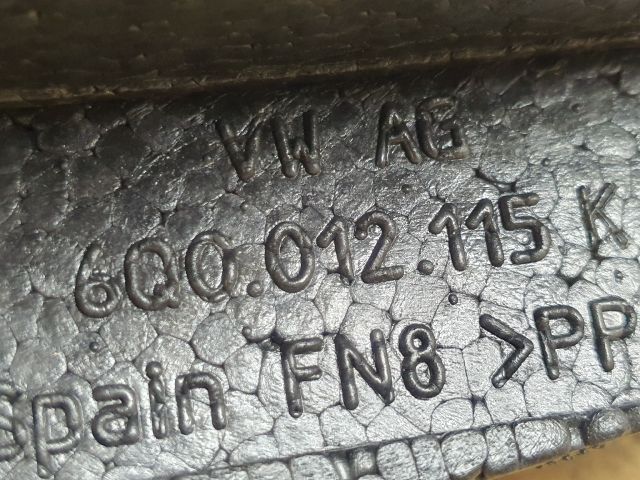 VW AG
6Q0.012.115 K
Spain FN8 >PP